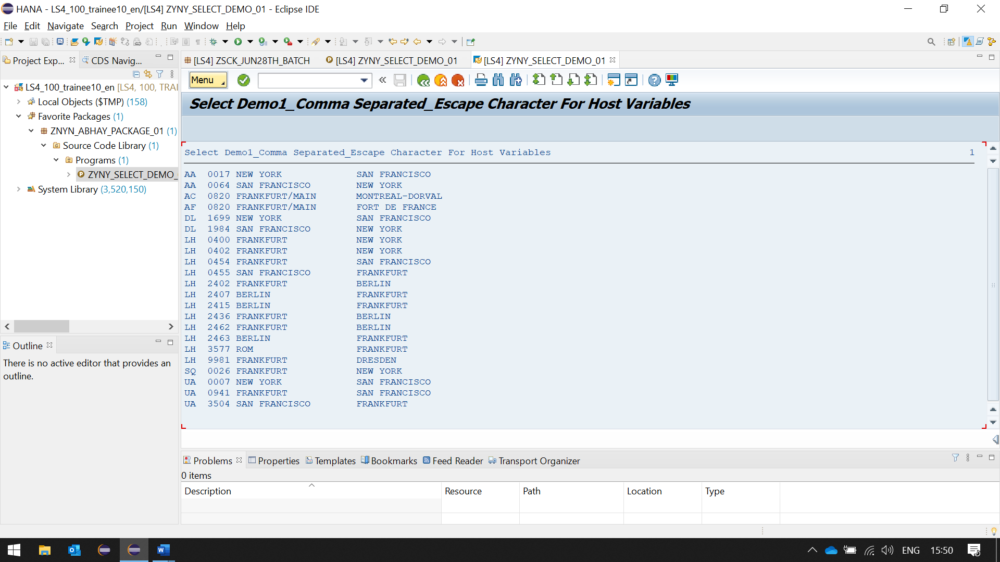 HANA - LS4_100_trainee10_en/[LS4] ZYNY_SELECT_DEMO_01 - Eclipse IDE
File Edit Navigate Search Project Run Window Help
Project Exp... CDS Navig...
[LS4] ZSCK_JUN28TH_BATCH [LS4] ZYNY_SELECT_DEMO_01 [LS4] ZYNY_SELECT_DEMO_01
Menu
LS4_100_trainee10_en [LS4, 100, TRAI
Local Objects ($TMP) (158)
Favorite Packages (1)
ZNYN_ABHAY_PACKAGE_01 (1)
Source Code Library (1)
Programs (1)
ZYNY_SELECT_DEMO_
System Library (3,520,150)
Outline
There is no active editor that provides an
outline.
Select Demo1_Comma Separated_Escape Character For Host Variables
Select Demo1_Comma Separated_Escape Character For Host Variables 1
AA 0017 NEW YORK SAN FRANCISCO
AA 0064 SAN FRANCISCO NEW YORK
AC 0820 FRANKFURT/MAIN MONTREAL-DORVAL
AF 0820 FRANKFURT/MAIN FORT DE FRANCE
DL 1699 NEW YORK SAN FRANCISCO
DL 1984 SAN FRANCISCO NEW YORK
LH 0400 FRANKFURT NEW YORK
LH 0402 FRANKFURT NEW YORK
LH 0454 FRANKFURT SAN FRANCISCO
LH 0455 SAN FRANCISCO FRANKFURT
LH 2402 FRANKFURT BERLIN
LH 2407 BERLIN FRANKFURT
LH 2415 BERLIN FRANKFURT
LH 2436 FRANKFURT BERLIN
LH 2462 FRANKFURT BERLIN
LH 2463 BERLIN FRANKFURT
LH 3577 ROM FRANKFURT
LH 9981 FRANKFURT DRESDEN
SQ 0026 FRANKFURT NEW YORK
UA 0007 NEW YORK SAN FRANCISCO
UA 0941 FRANKFURT SAN FRANCISCO
UA 3504 SAN FRANCISCO FRANKFURT
Problems Properties Templates Bookmarks Feed Reader Transport Organizer
0 items
Description Resource Path Location Type
ENG 15:50